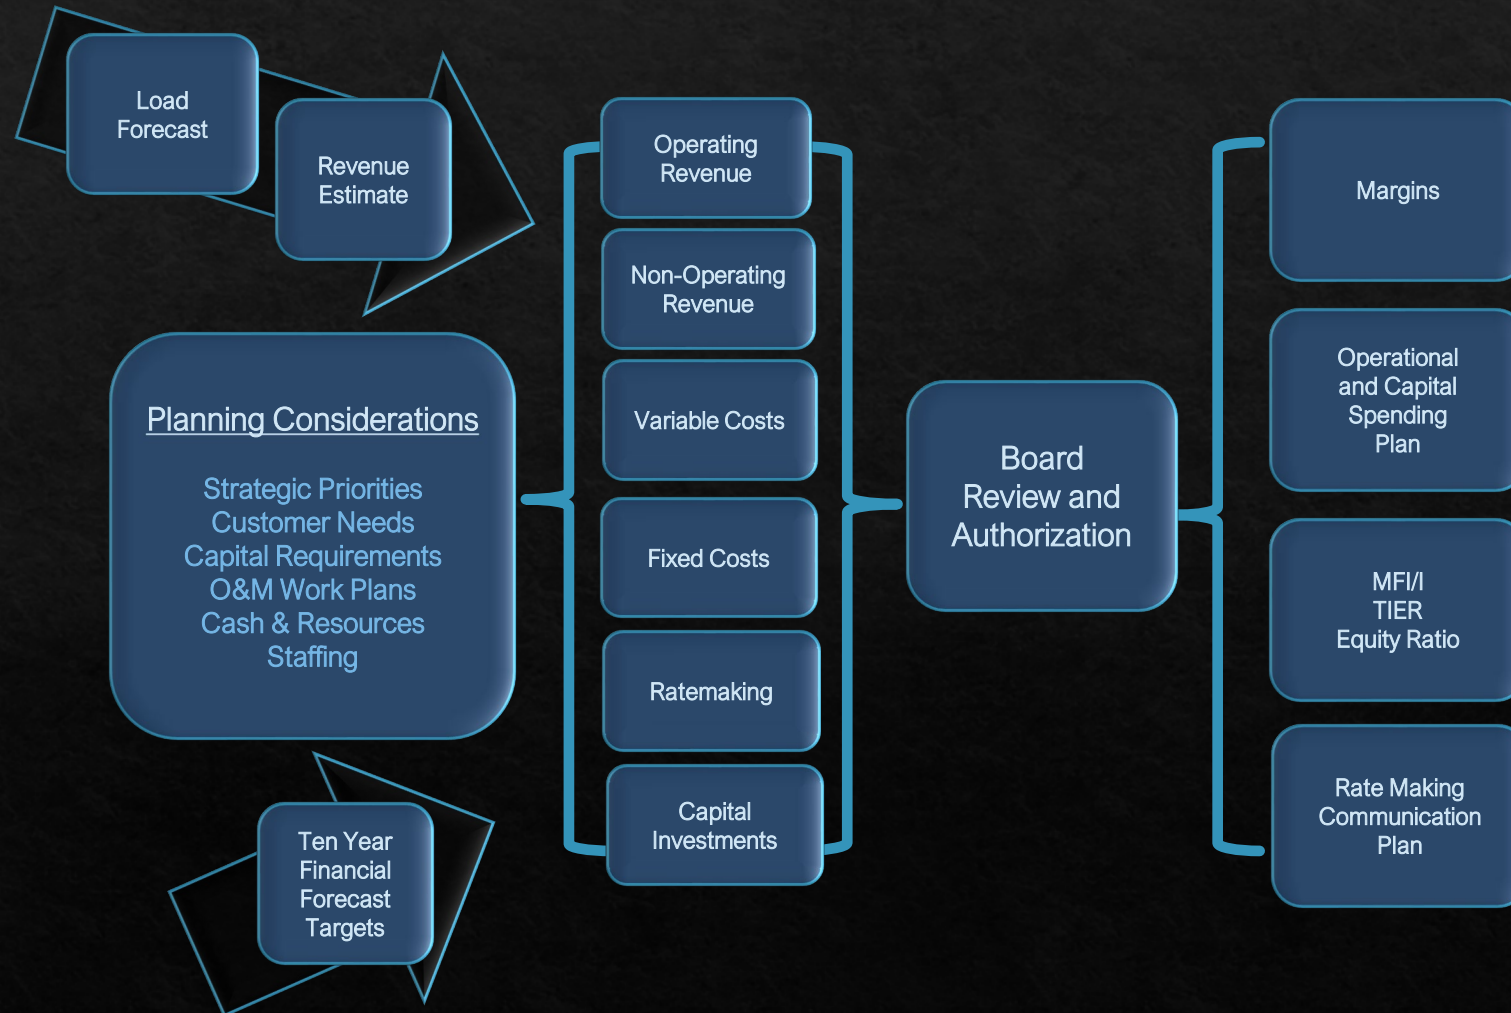 Load
Forecast
Revenue
Estimate
Planning Considerations
Strategic Priorities
Customer Needs
Capital Requirements
O&M Work Plans
Cash & Resources
Staffing
Ten Year
Financial
Forecast
Targets
Operating
Revenue
Non-Operating
Revenue
Variable Costs
Fixed Costs
Ratemaking
Capital
Investments
Board
Review and
Authorization
Margins
Operational
and Capital
Spending
Plan
MFI/I
TIER
Equity Ratio
Rate Making
Communication
Plan